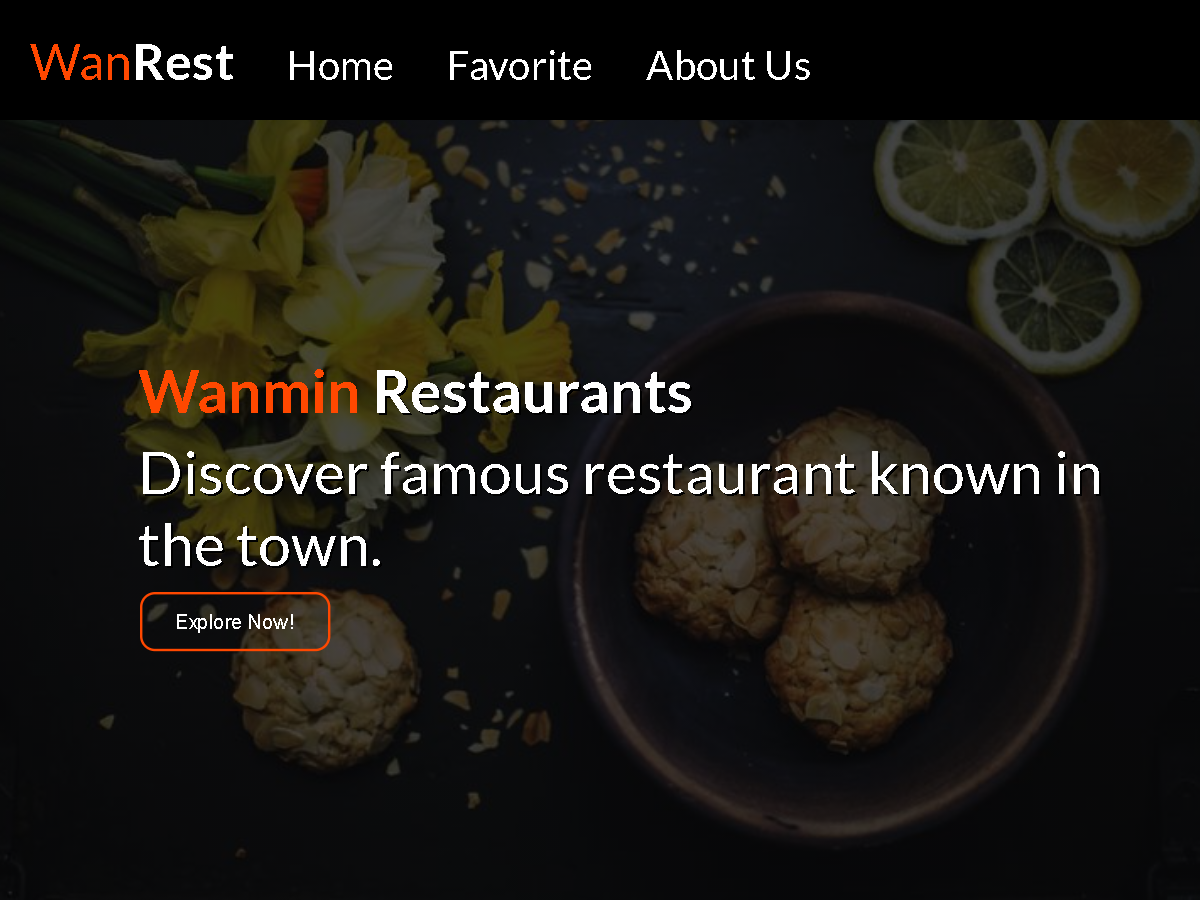 WanRest Home Favorite About Us
Wanmin Restaurants
Discover famous restaurant known in
the town.
Explore Now!